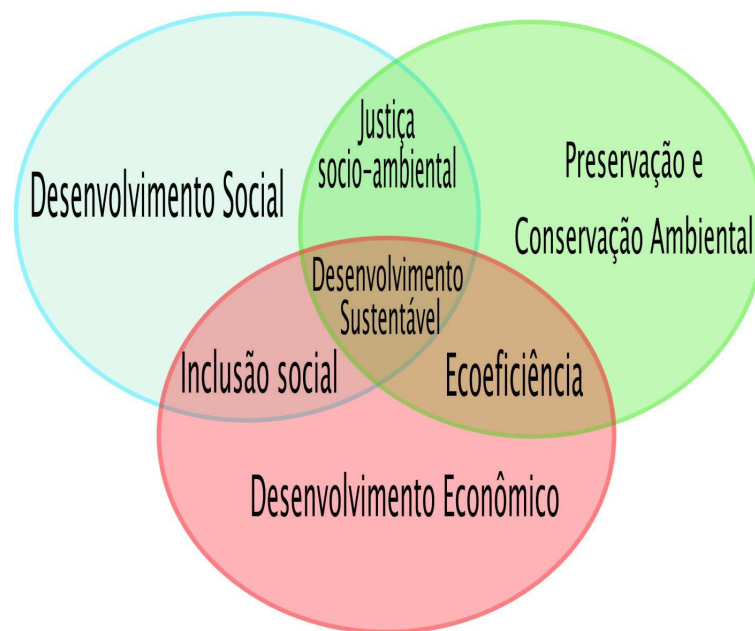 Justiça
socio-ambiental
Desenvolvimento Social
Preservação e
Conservação Ambiental
Desenvolvimento
Sustentável
Inclusão social
Ecoeficiência
Desenvolvimento Econômico